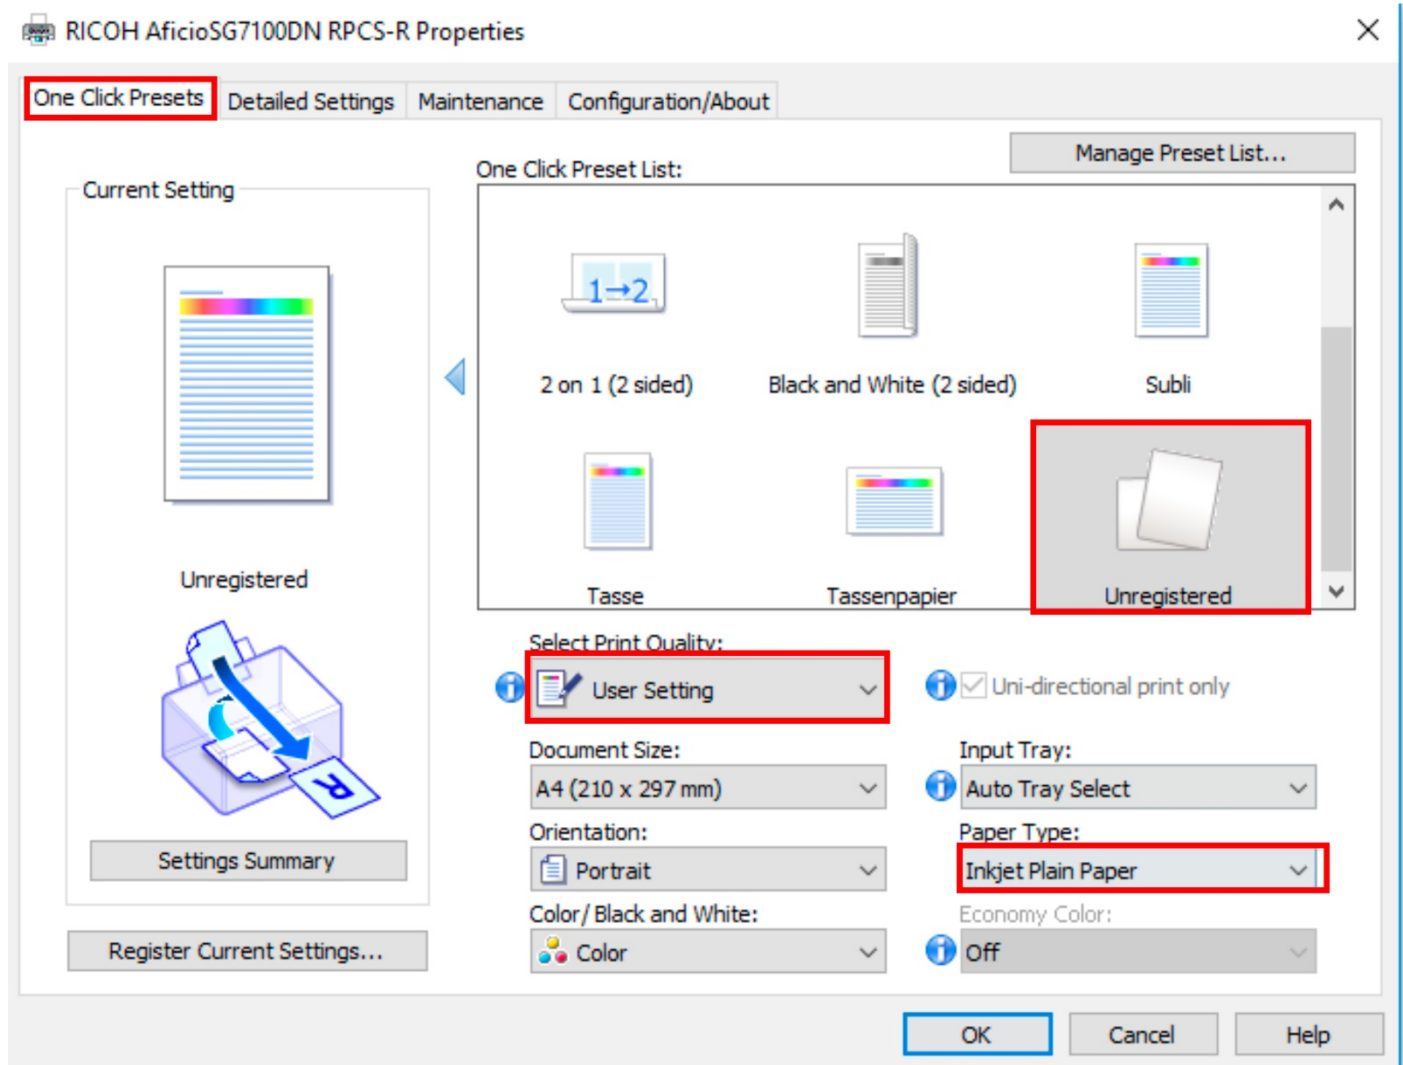 RICOH AficioSG7100DN RPCS-R Properties
One Click Presets
Detailed Settings
Maintenance
Configuration/About
Manage Preset List...
One Click Preset List:
Current Setting
1→2
2 on 1 (2 sided)
Black and White (2 sided)
Subli
Unregistered
Tasse
Tassenpapier
Unregistered
R
Settings Summary
Register Current Settings...
Select Print Quality:
User Setting
Uni-directional print only
Document Size:
A4 (210 x 297 mm)
Input Tray:
Auto Tray Select
Orientation:
Portrait
Paper Type:
Inkjet Plain Paper
Color/ Black and White:
Color
Economy Color:
Off
OK
Cancel
Help